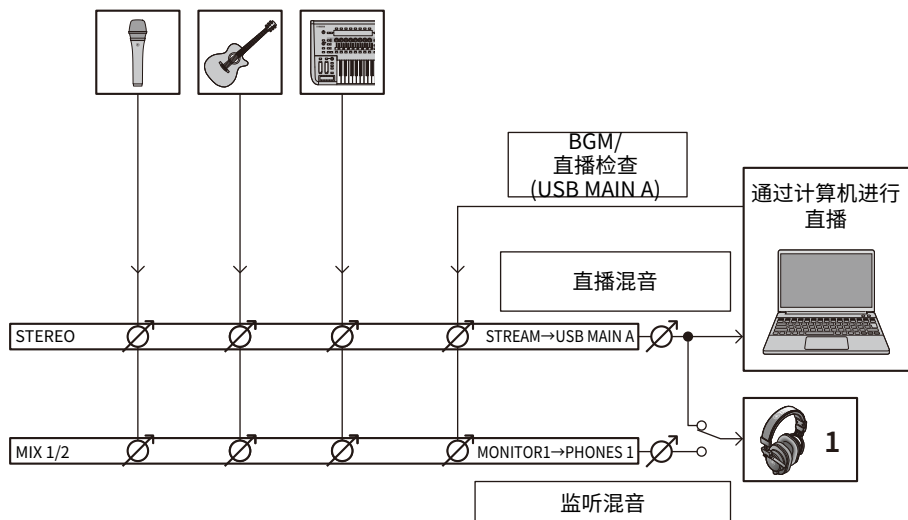 BGM/
直播检查
(USB MAIN A)
通过计算机进行
直播
直播混音
STEREO
STREAM→USB MAIN A
MIX 1/2
MONITOR1→PHONES 1
1
监听混音